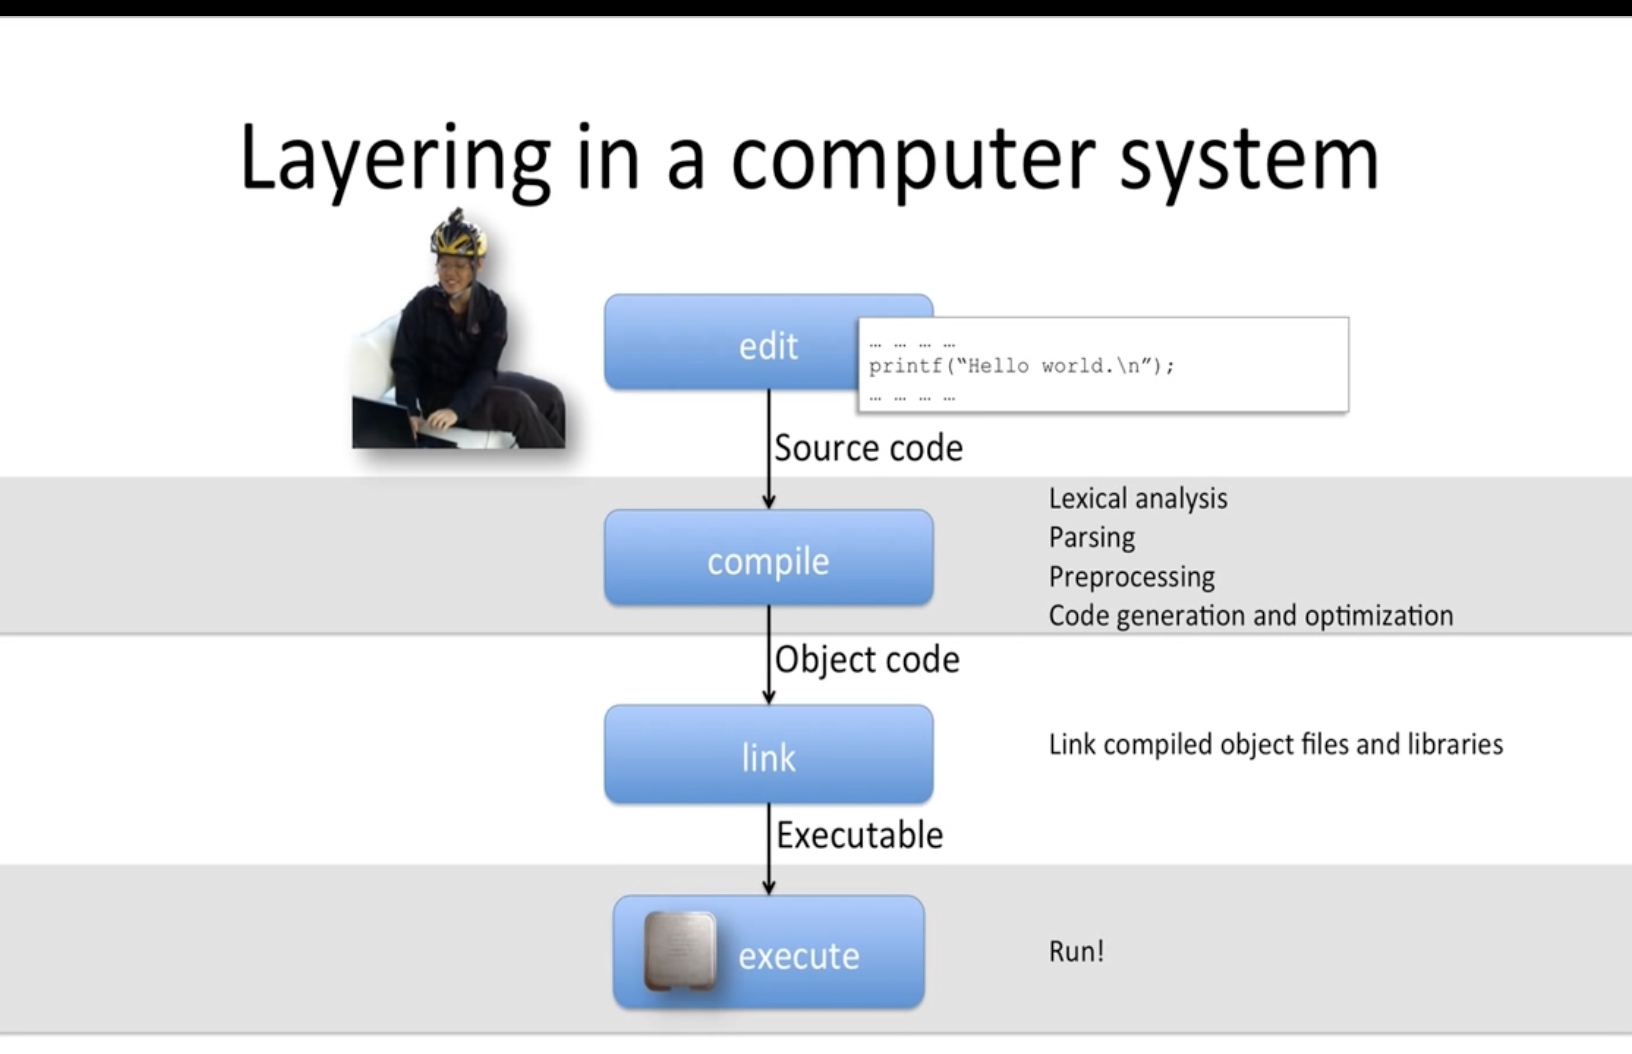 Layering in a computer system
edit
… … … …
printf(“Hello world.\n”);
… … … …
Source code
compile
Lexical analysis
Parsing
Preprocessing
Code generation and optimization
Object code
link
Link compiled object files and libraries
Executable
execute
Run!